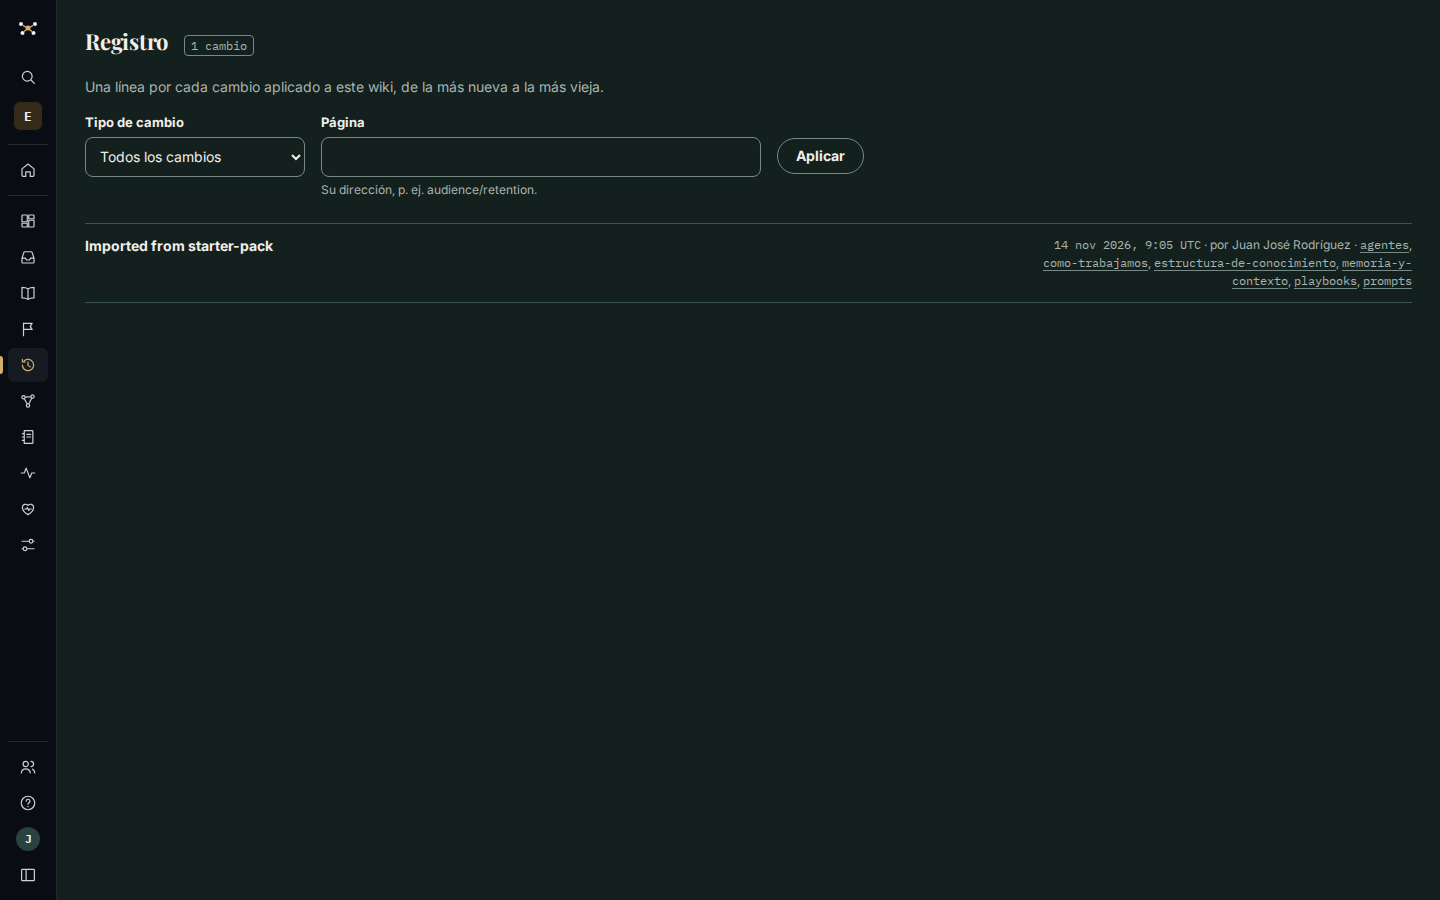 Registro
1 cambio
Una línea por cada cambio aplicado a este wiki, de la más nueva a la más vieja.
E
Tipo de cambio
Página
Todos los cambios
Aplicar
Su dirección, p. ej. audience/retention.
Imported from starter-pack
14 nov 2026, 9:05 UTC · por Juan José Rodríguez · agentes,
como-trabajamos, estructura-de-conocimiento, memoria-y-
contexto, playbooks, prompts
J